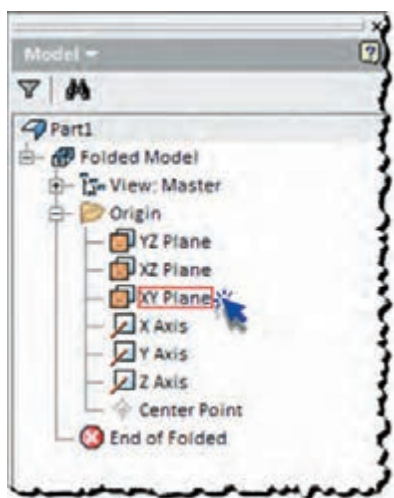 Model
Part1
Folded Model
View: Master
Origin
YZ Plane
XZ Plane
XY Plane
X Axis
Y Axis
Z Axis
Center Point
End of Folded